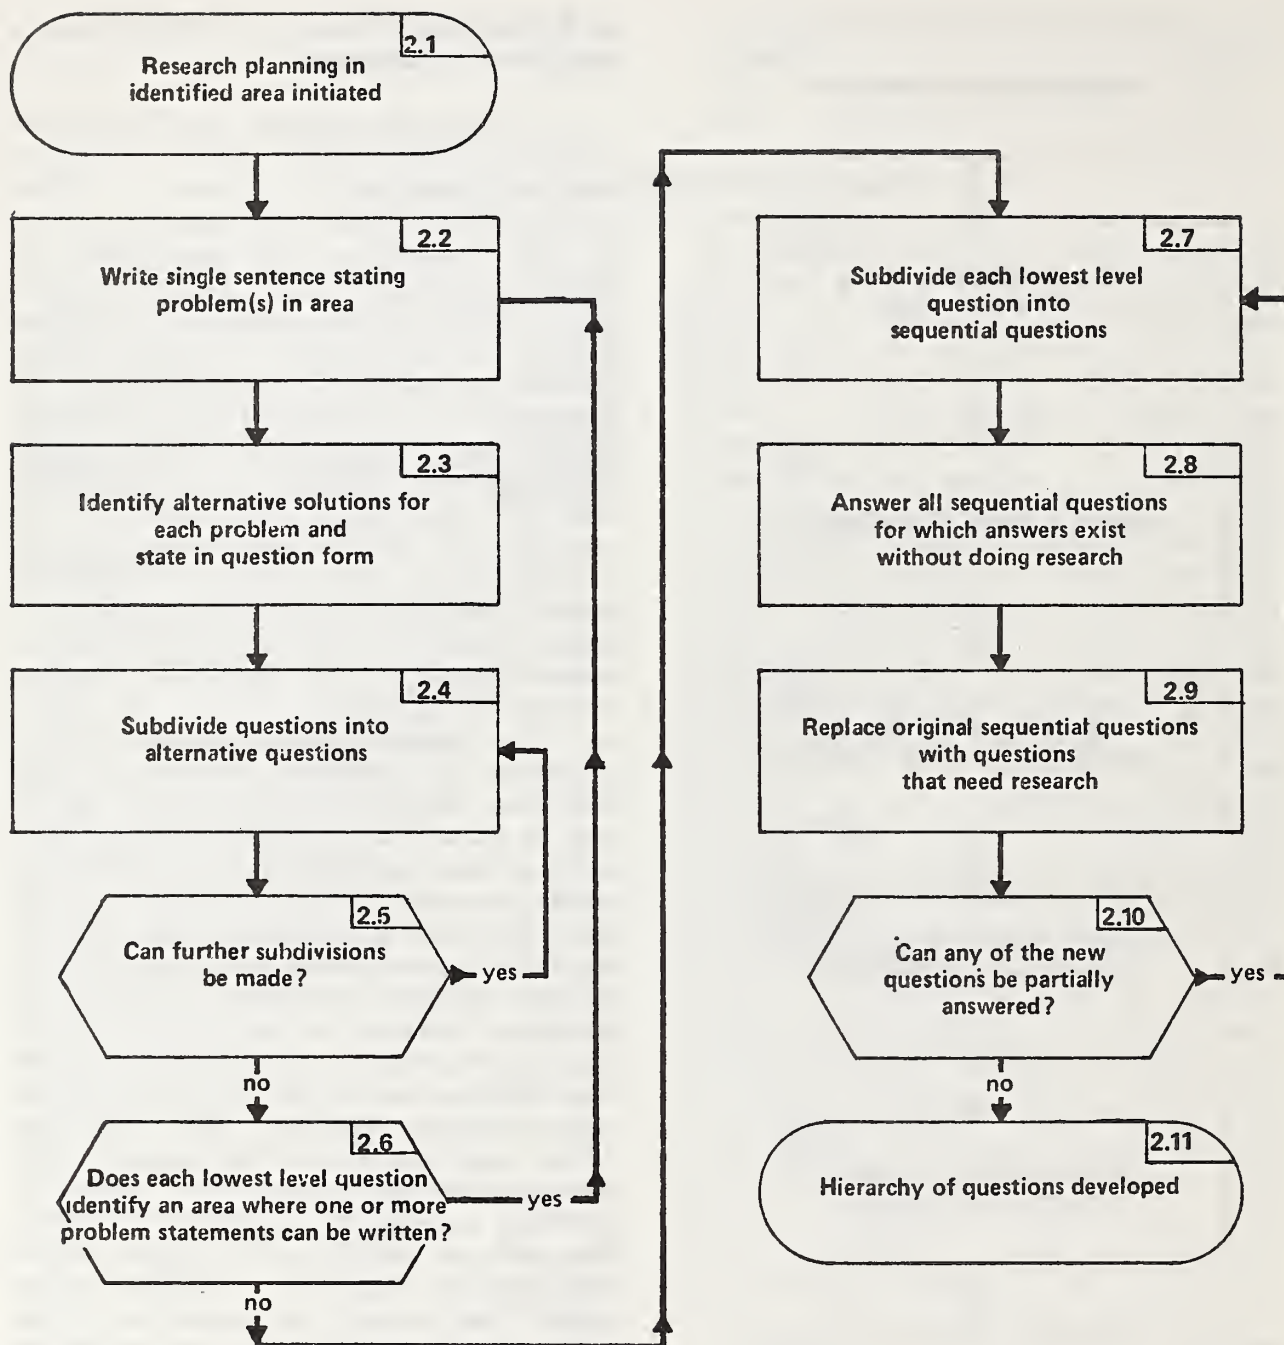 2.1
Research planning in
identified area initiated
2.2
Write single sentence stating
problem(s) in area
2.3
Identify alternative solutions for
each problem and
state in question form
2.4
Subdivide questions into
alternative questions
2.5
Can further subdivisions
be made?
yes
no
2.6
Does each lowest level question
identify an area where one or more
problem statements can be written?
yes
no
2.7
Subdivide each lowest level
question into
sequential questions
2.8
Answer all sequential questions
for which answers exist
without doing research
2.9
Replace original sequential questions
with questions
that need research
2.10
Can any of the new
questions be partially
answered?
yes
no
2.11
Hierarchy of questions developed